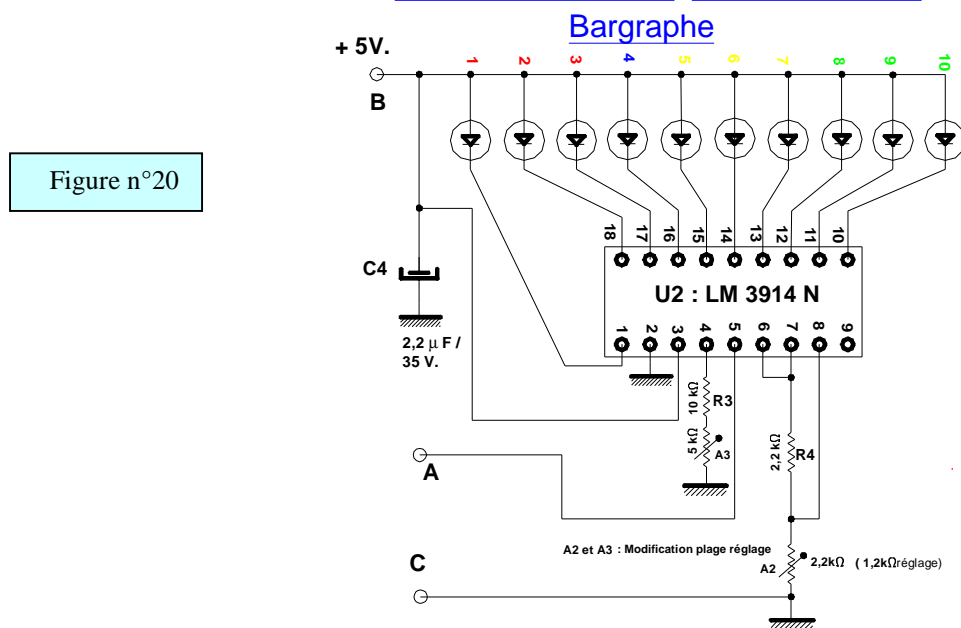 Bargraphe
+ 5V.
1 2 3 4 5 6 7 8 9 10
B
Figure n°20
18 17 16 15 14 13 12 11 10
C4
U2 : LM 3914 N
1 2 3 4 5 6 7 8 9
2,2 µ F /
35 V.
10 kΩ
R3
5 kΩ
A3
2,2 kΩ
R4
A
A2 et A3 : Modification plage réglage
C
A2
2,2kΩ ( 1,2kΩréglage)